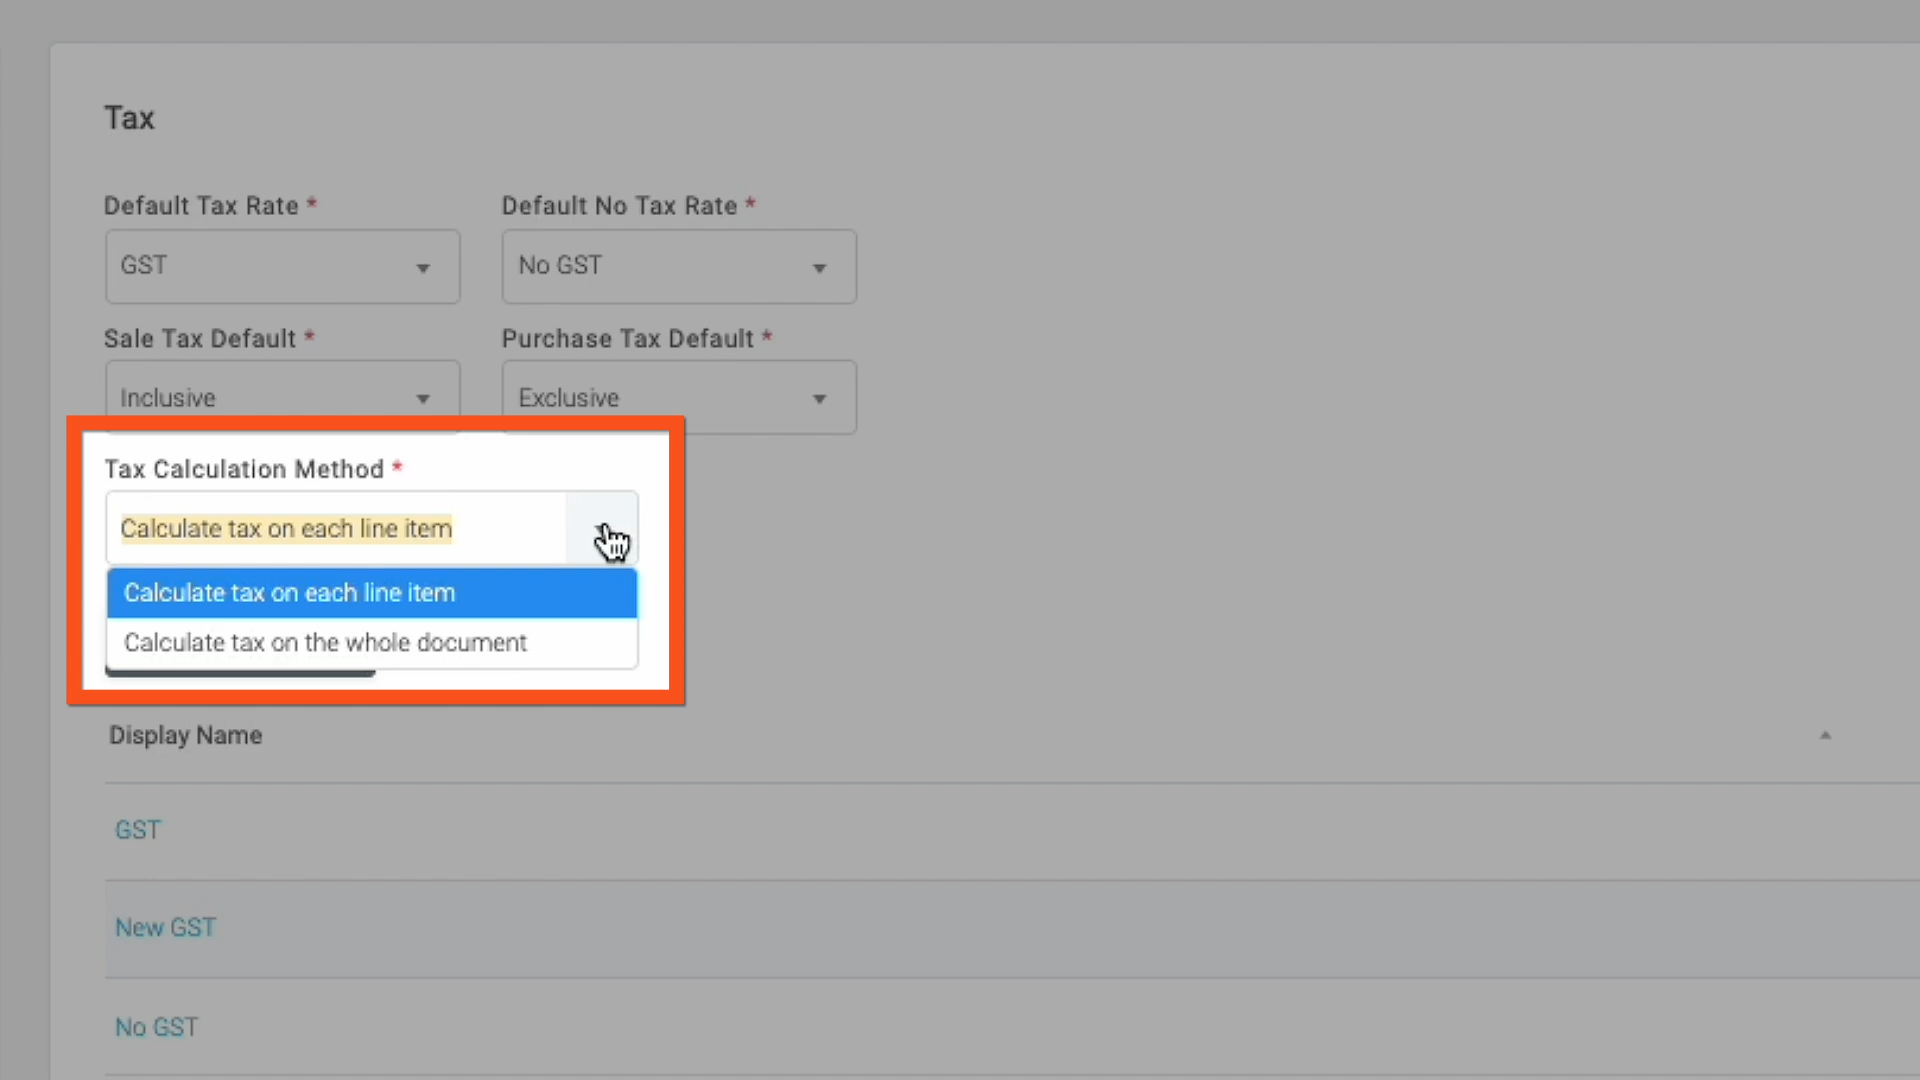 Tax
Default Tax Rate *
Default No Tax Rate *
GST
No GST
Sale Tax Default *
Purchase Tax Default *
Inclusive
Exclusive
Tax Calculation Method *
Calculate tax on each line item
Calculate tax on each line item
Calculate tax on the whole document
Display Name
GST
New GST
No GST